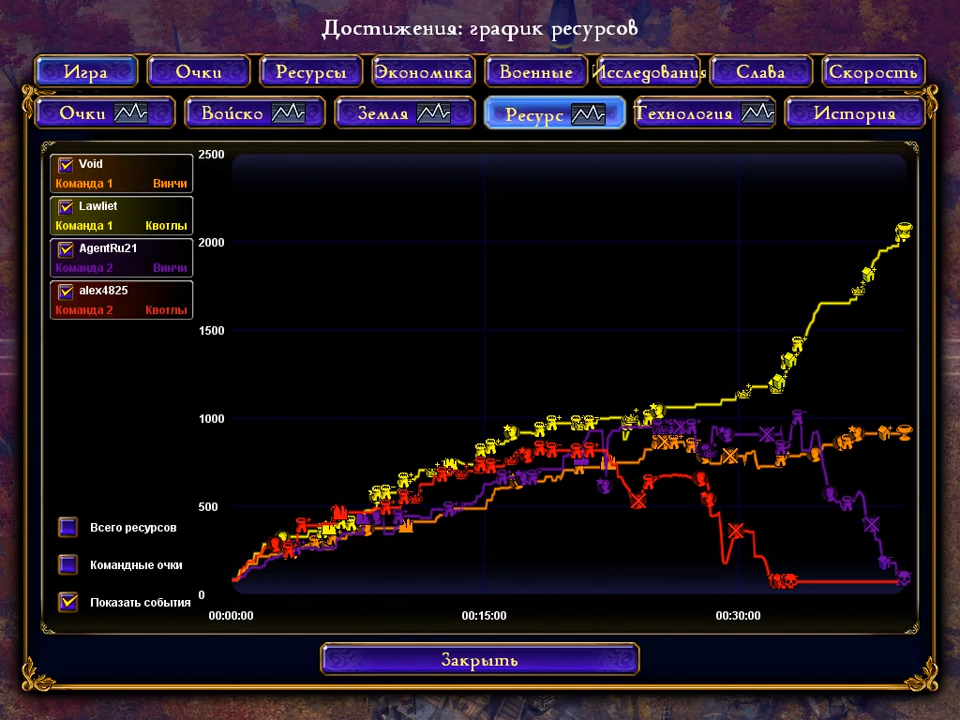 Достижения: график ресурсов
Игра Очки Ресурсы Экономика Военные Исследования Слава Скорость
Очки Войско Земля Ресурс Технология История
Void
Команда 1 Винчи
Lawliet
Команда 1 Квотлы
AgentRu21
Команда 2 Винчи
alex4825
Команда 2 Квотлы
2500
2000
1500
1000
500
0
Всего ресурсов
Командные очки
Показать события
00:00:00 00:15:00 00:30:00
Закрыть